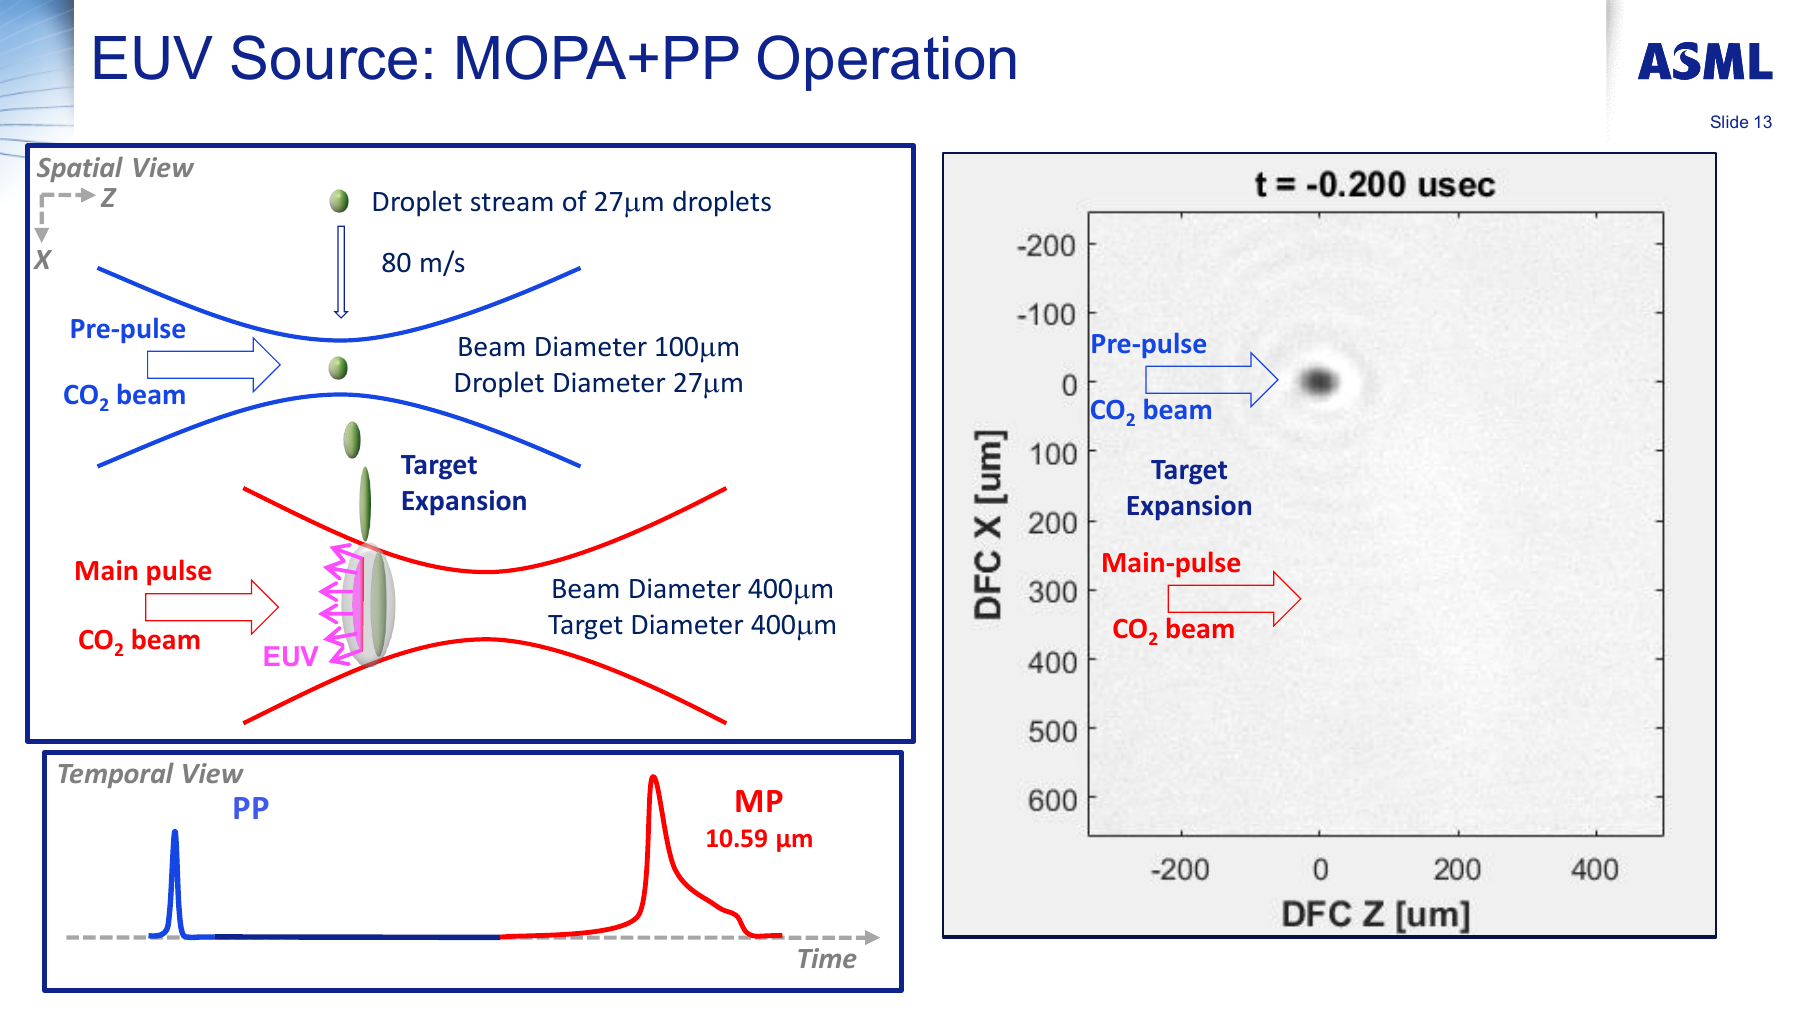 EUV Source: MOPA+PP Operation
ASML
Slide 13
Spatial View
Z
X
Droplet stream of 27μm droplets
80 m/s
Pre-pulse
CO2 beam
Beam Diameter 100μm
Droplet Diameter 27μm
Target
Expansion
Main pulse
CO2 beam
EUV
Beam Diameter 400μm
Target Diameter 400μm
Temporal View
PP
MP
10.59 μm
Time
t = -0.200 usec
-200
-100
0
100
200
300
400
500
600
DFC X [um]
Pre-pulse
CO2 beam
Target
Expansion
Main-pulse
CO2 beam
-200
0
200
400
DFC Z [um]